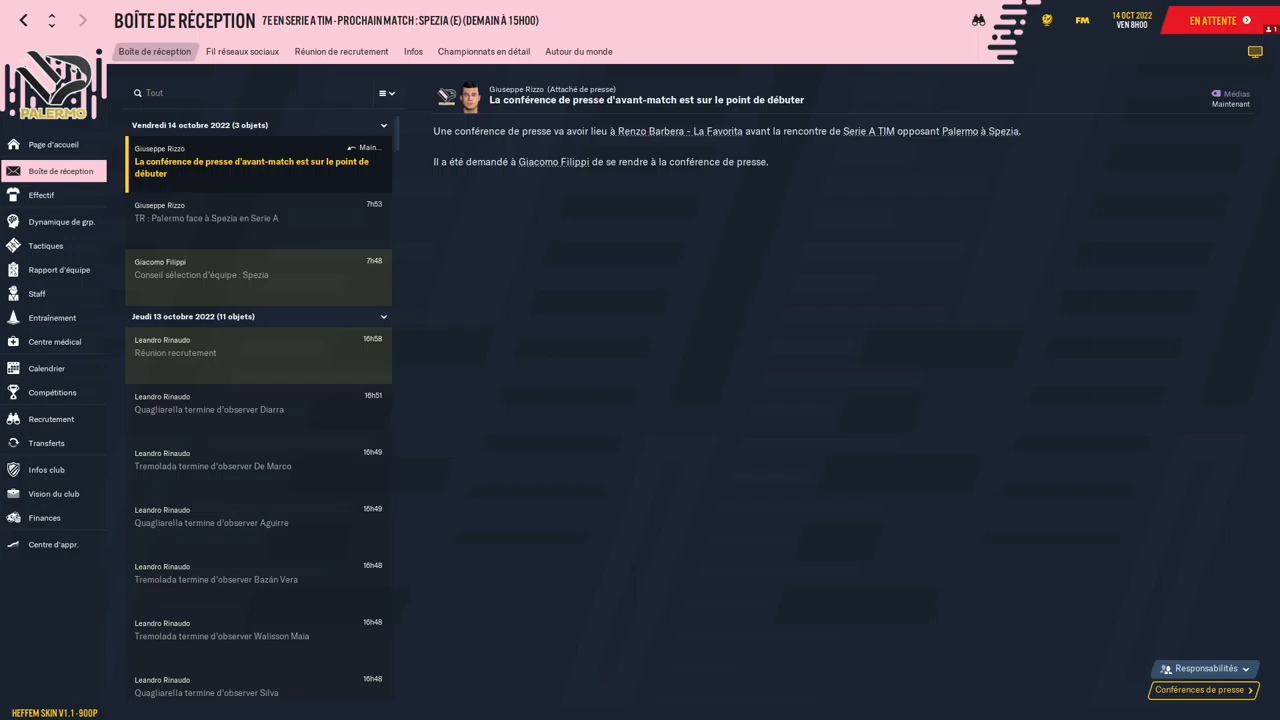 BOÎTE DE RÉCEPTION
7E EN SERIE A TIM - PROCHAIN MATCH : SPEZIA (E) (DEMAIN À 15H00)
FM
14 OCT 2022
VEN 8H00
EN ATTENTE
1
Boîte de réception
Fil réseaux sociaux
Réunion de recrutement
Infos
Championnats en détail
Autour du monde
PALERMO
Page d'accueil
Boîte de réception
Effectif
Dynamique de grp.
Tactiques
Rapport d'équipe
Staff
Entraînement
Centre médical
Calendrier
Compétitions
Recrutement
Transferts
Infos club
Vision du club
Finances
Centre d'appr.
HEFFEM SKIN V1.1 - 900P
Tout
Vendredi 14 octobre 2022 (3 objets)
Giuseppe Rizzo
Main...
La conférence de presse d'avant-match est sur le point de
débuter
Giuseppe Rizzo
7h53
TR : Palermo face à Spezia en Serie A
Giacomo Filippi
7h48
Conseil sélection d'équipe : Spezia
Jeudi 13 octobre 2022 (11 objets)
Leandro Rinaudo
16h58
Réunion recrutement
Leandro Rinaudo
16h51
Quagliarella termine d'observer Diarra
Leandro Rinaudo
16h49
Tremolada termine d'observer De Marco
Leandro Rinaudo
16h49
Quagliarella termine d'observer Aguirre
Leandro Rinaudo
16h48
Tremolada termine d'observer Bazán Vera
Leandro Rinaudo
16h48
Tremolada termine d'observer Walisson Maia
Leandro Rinaudo
16h48
Quagliarella termine d'observer Silva
Giuseppe Rizzo (Attaché de presse)
La conférence de presse d'avant-match est sur le point de débuter
Médias
Maintenant
Une conférence de presse va avoir lieu à Renzo Barbera - La Favorita avant la rencontre de Serie A TIM opposant Palermo à Spezia.
Il a été demandé à Giacomo Filippi de se rendre à la conférence de presse.
Responsabilités
Conférences de presse